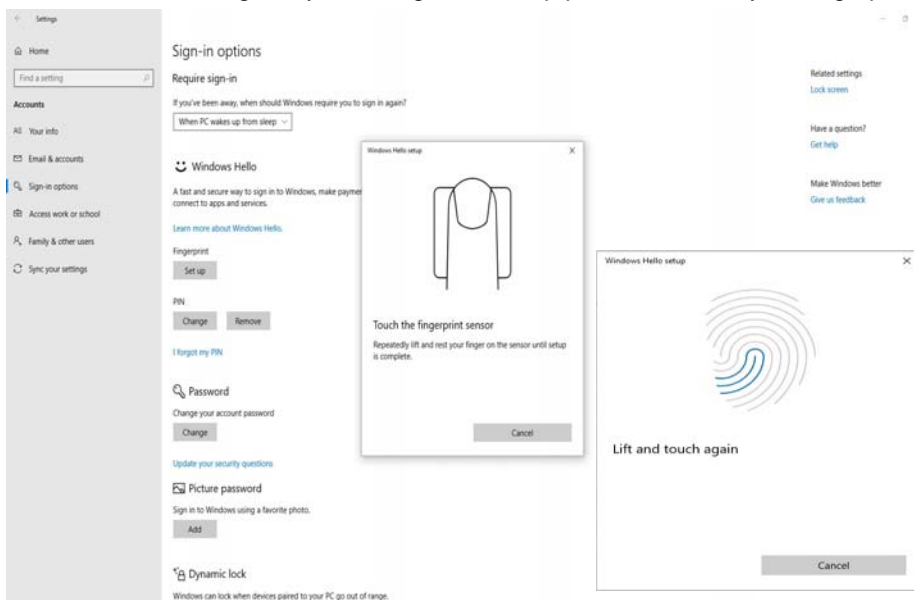 Settings
Home
Find a setting
Accounts
Your info
Email & accounts
Sign-in options
Access work or school
Family & other users
Sync your settings
Sign-in options
Require sign-in
If you've been away, when should Windows require you to sign in again?
When PC wakes up from sleep
Windows Hello
A fast and secure way to sign in to Windows, make paymen
connect to apps and services.
Learn more about Windows Hello.
Fingerprint
Set up
PIN
Change Remove
I forgot my PIN
Password
Change your account password
Change
Update your security questions
Picture password
Sign in to Windows using a favorite photo.
Add
Dynamic lock
Windows can lock when devices paired to your PC go out of range.
Windows Hello setup
Touch the fingerprint sensor
Repeatedly lift and rest your finger on the sensor until setup
is complete.
Cancel
Related settings
Lock screen
Have a question?
Get help
Make Windows better
Give us feedback
Windows Hello setup
Lift and touch again
Cancel